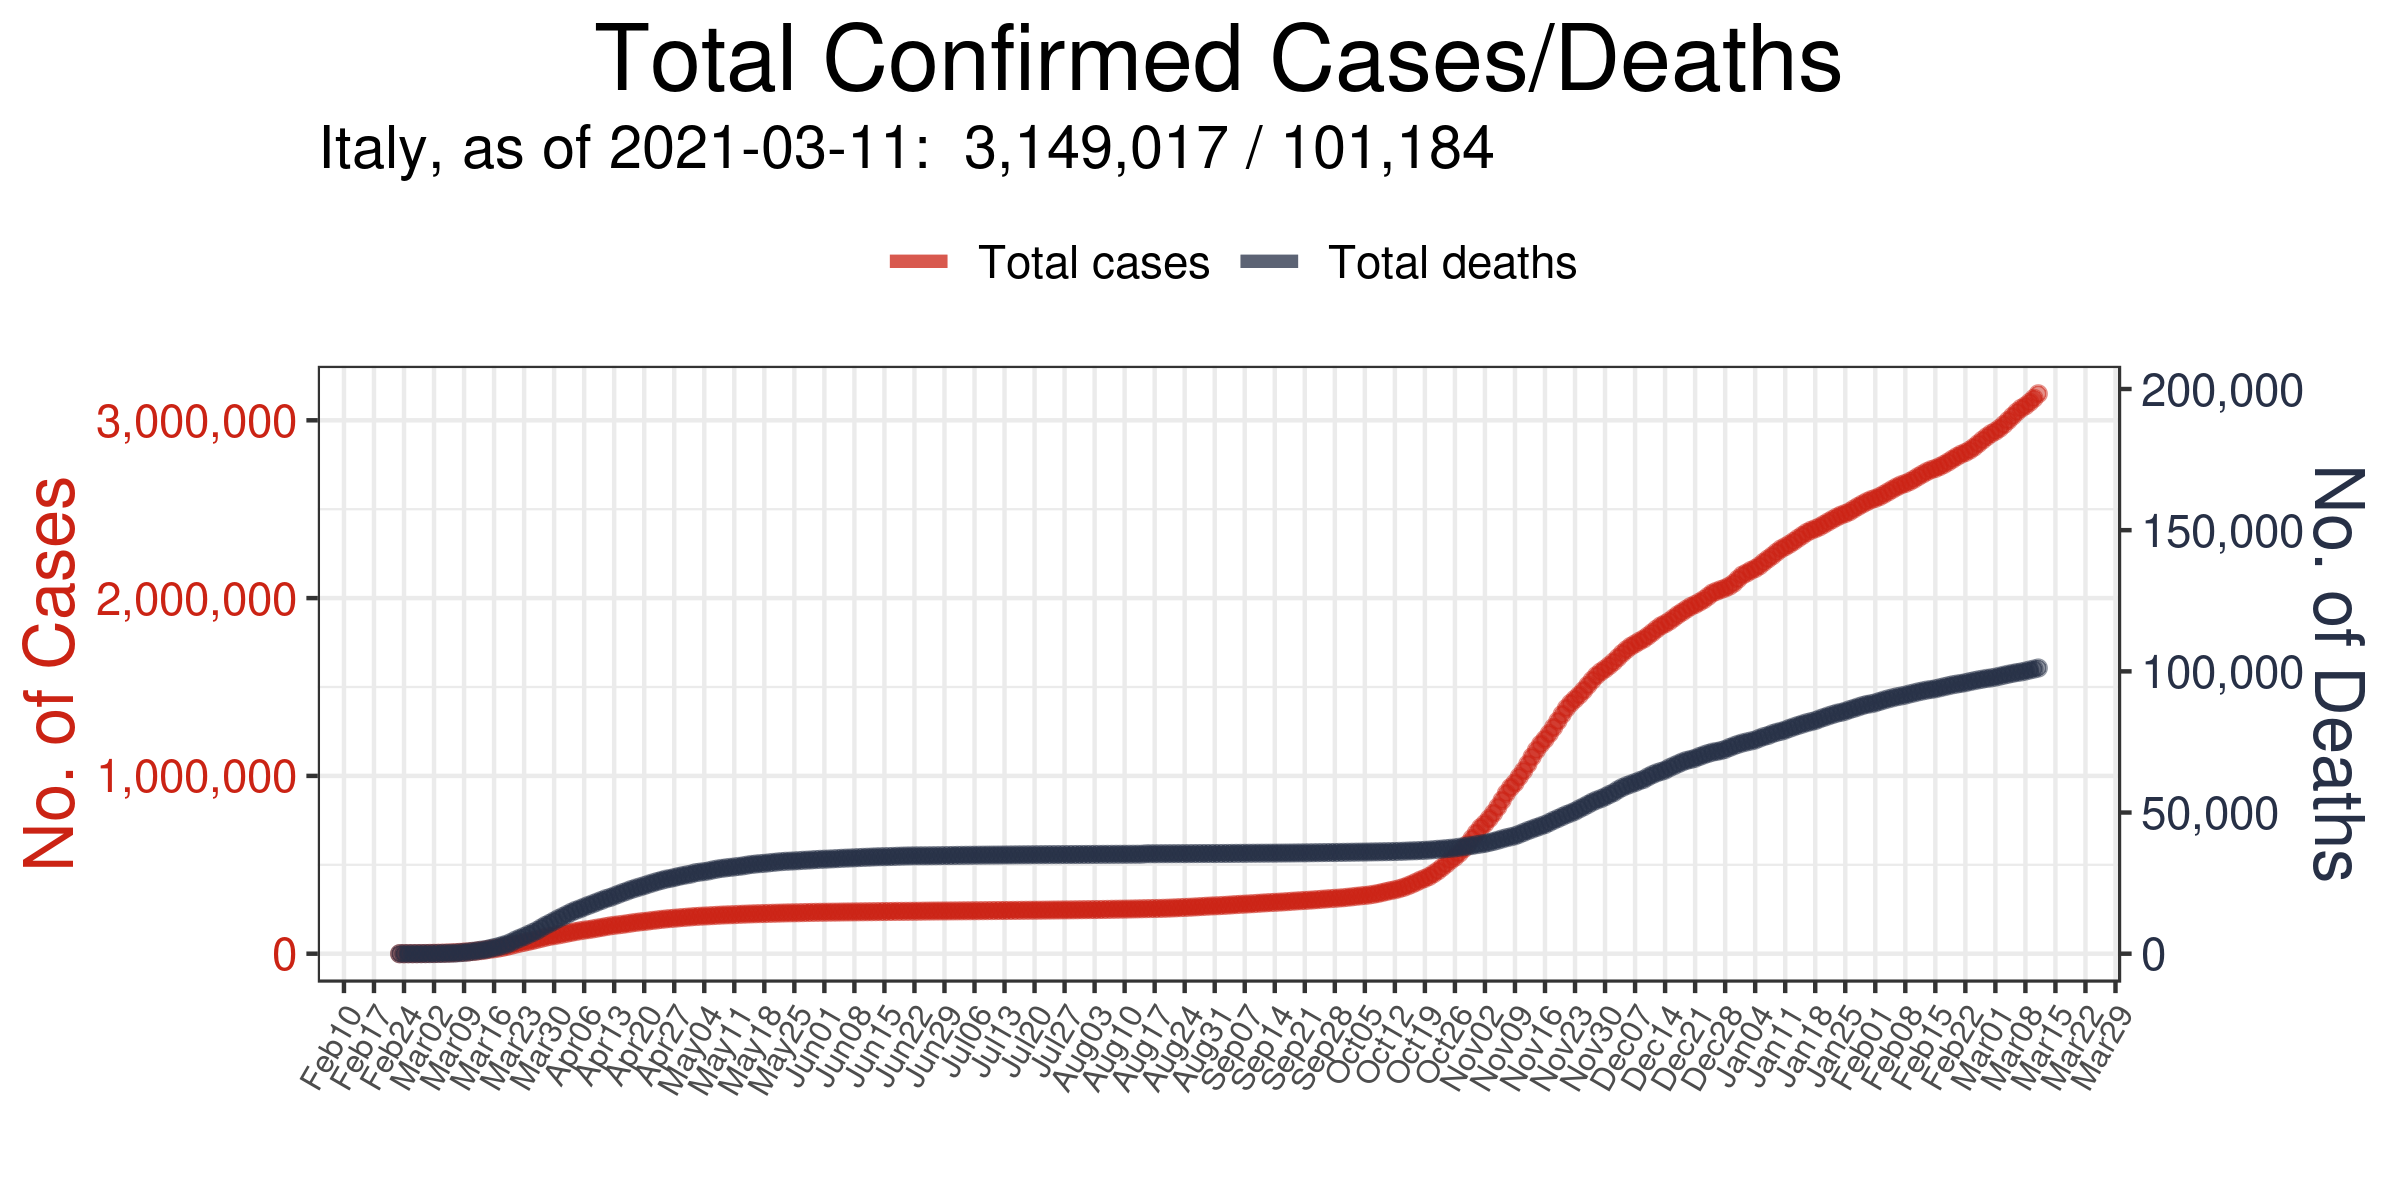 Total Confirmed Cases/Deaths
Italy, as of 2021-03-11:  3,149,017 / 101,184
Total cases
Total deaths
No. of Cases
3,000,000
2,000,000
1,000,000
0
200,000
150,000
100,000
50,000
0
No. of Deaths
Feb10
Feb17
Feb24
Mar02
Mar09
Mar16
Mar23
Mar30
Apr06
Apr13
Apr20
Apr27
May04
May11
May18
May25
Jun01
Jun08
Jun15
Jun22
Jun29
Jul06
Jul13
Jul20
Jul27
Aug03
Aug10
Aug17
Aug24
Aug31
Sep07
Sep14
Sep21
Sep28
Oct05
Oct12
Oct19
Oct26
Nov02
Nov09
Nov16
Nov23
Nov30
Dec07
Dec14
Dec21
Dec28
Jan04
Jan11
Jan18
Jan25
Feb01
Feb08
Feb15
Feb22
Mar01
Mar08
Mar15
Mar22
Mar29